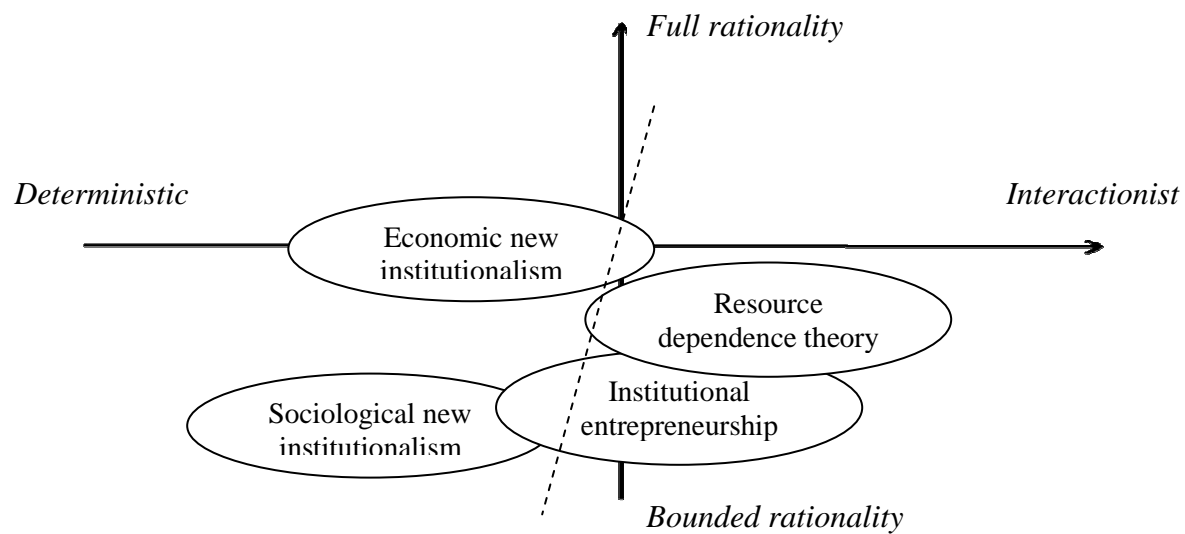 Full rationality
Deterministic
Interactionist
Economic new
institutionalism
Resource
dependence theory
Institutional
entrepreneurship
Sociological new
institutionalism
Bounded rationality